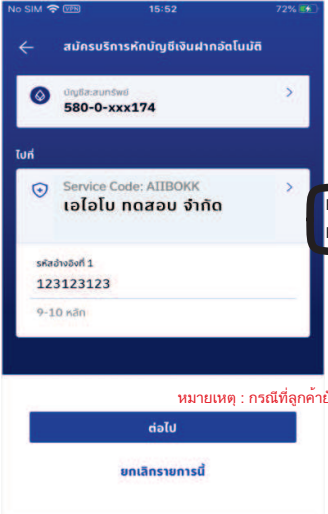 No SIM VPN 15:52 72%
สมัครบริการหักบัญชีเงินฝากอัตโนมัติ
บัญชีสะสมทรัพย์
580-0-xxx174
ไปที่
Service Code: AIIBOKK
เอไอโบ ทดสอบ จำกัด
รหัสอ้างอิงที่ 1
123123123
9-10 หลัก
หมายเหตุ : กรณีที่ลูกค้า
ต่อไป
ยกเลิกรายการนี้